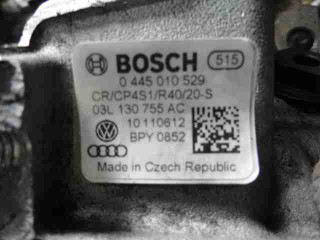 BOSCH 515
0 445 010 529
CR/CP4S1/R40/20-S
03L 130 755 AC
10110612
BPY 0852
Made in Czech Republic